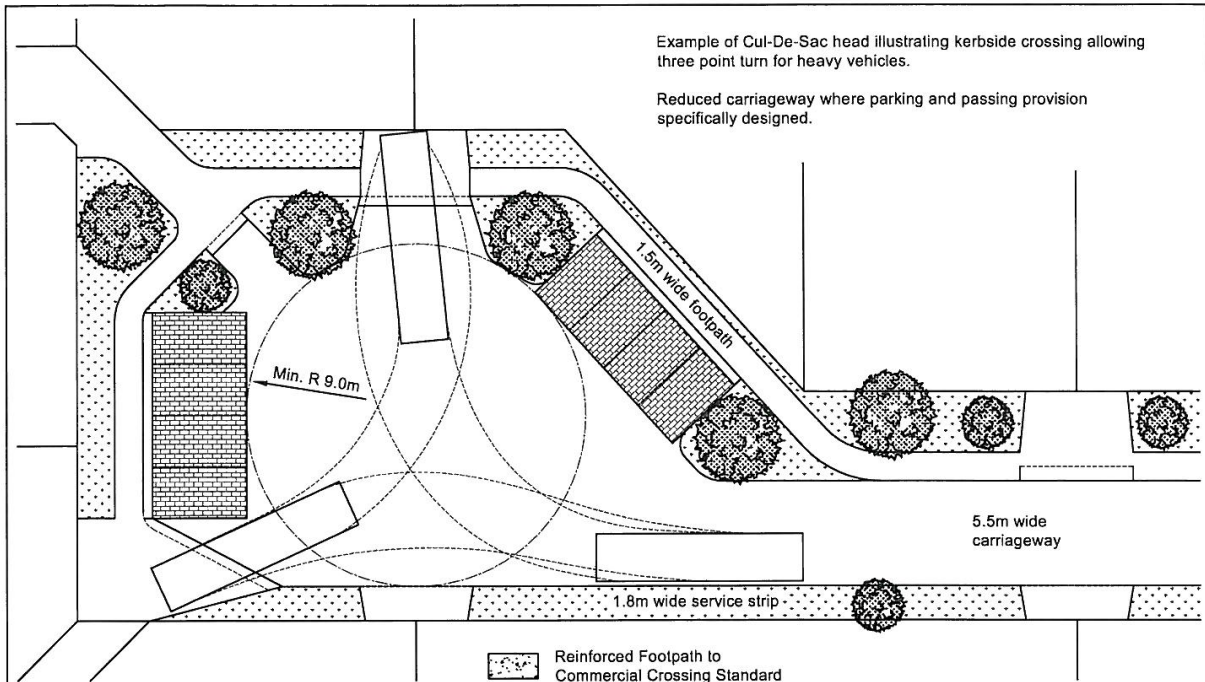 Example of Cul-De-Sac head illustrating kerbside crossing allowing
three point turn for heavy vehicles.
Reduced carriageway where parking and passing provision
specifically designed.
1.5m wide footpath
Min. R 9.0m
5.5m wide
carriageway
1.8m wide service strip
Reinforced Footpath to
Commercial Crossing Standard